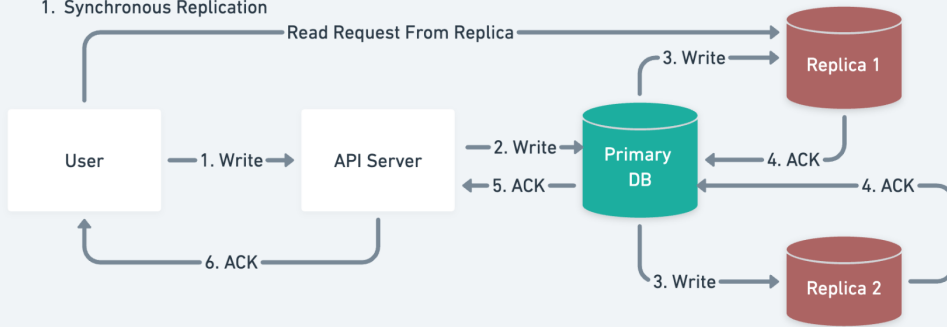 1. Synchronous Replication
Read Request From Replica
3. Write
Replica 1
User
1. Write
API Server
2. Write
Primary
DB
4. ACK
5. ACK
4. ACK
6. ACK
3. Write
Replica 2